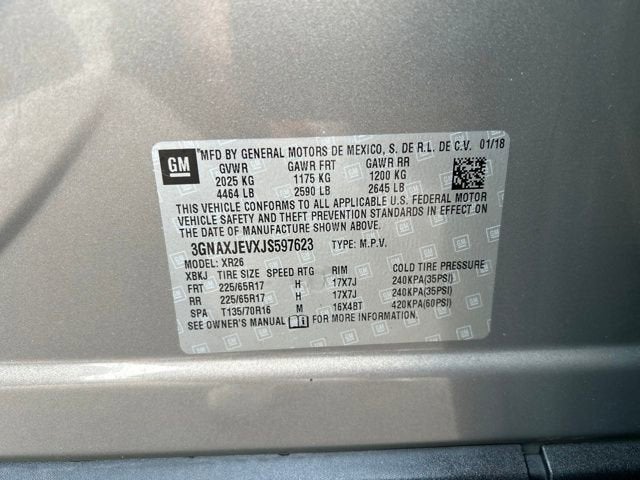 GM *MFD BY GENERAL MOTORS DE MEXICO, S. DE R.L. DE C.V. 01/18
GVWR GAWR FRT GAWR RR
2025 KG 1175 KG 1200 KG
4464 LB 2590 LB 2645 LB
THIS VEHICLE CONFORMS TO ALL APPLICABLE U.S. FEDERAL MOTOR
VEHICLE SAFETY AND THEFT PREVENTION STANDARDS IN EFFECT ON
THE DATE OF MANUFACTURE SHOWN ABOVE.
3GNAXJEVXJS597623 TYPE: M.P.V.
MODEL: XR26
XBKJ TIRE SIZE SPEED RTG RIM COLD TIRE PRESSURE
FRT 225/65R17 H 17X7J 240KPA(35PSI)
RR 225/65R17 H 17X7J 240KPA(35PSI)
SPA T135/70R16 M 16X4BT 420KPA(60PSI)
SEE OWNER'S MANUAL FOR MORE INFORMATION.